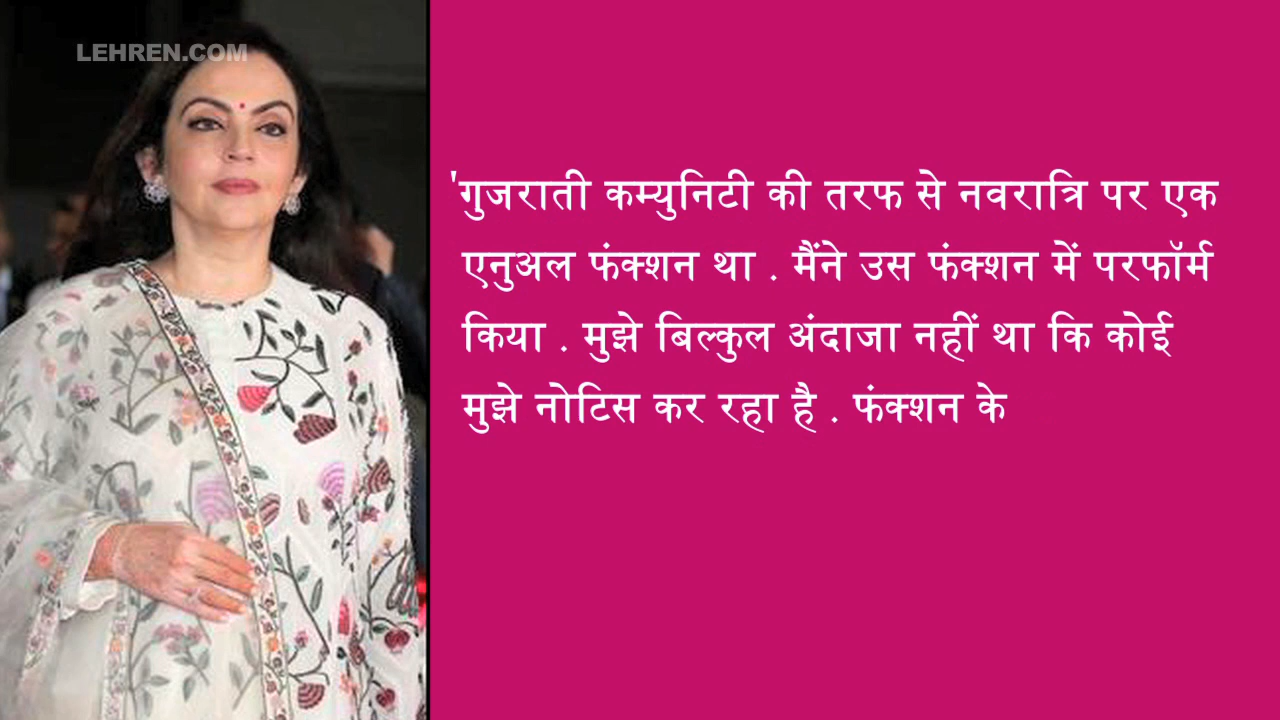 LEHREN.COM
'गुजराती कम्युनिटी की तरफ से नवरात्रि पर एक
एनुअल फंक्शन था . मैंने उस फंक्शन में परफॉर्म
किया . मुझे बिल्कुल अंदाजा नहीं था कि कोई
मुझे नोटिस कर रहा है . फंक्शन के